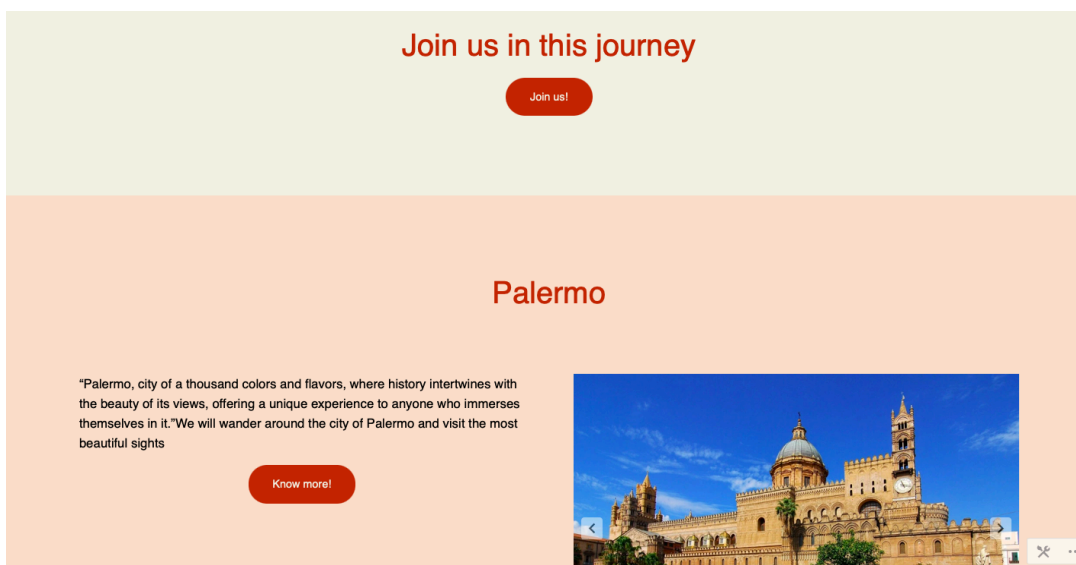 Join us in this journey
Join us!
Palermo
“Palermo, city of a thousand colors and flavors, where history intertwines with
the beauty of its views, offering a unique experience to anyone who immerses
themselves in it.”We will wander around the city of Palermo and visit the most
beautiful sights
Know more!